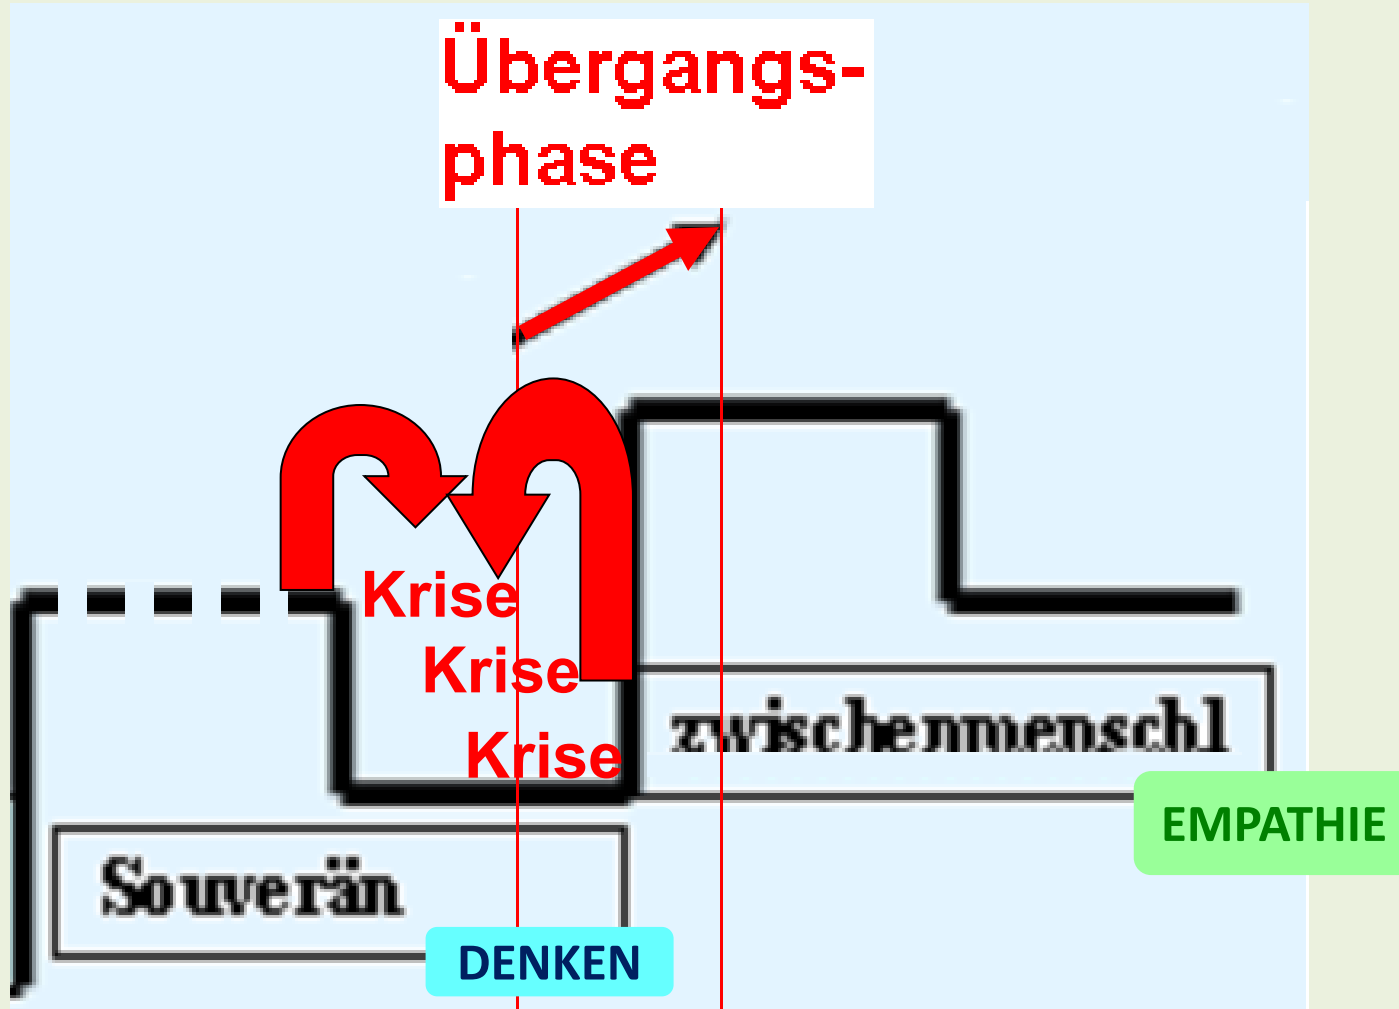 Übergangs-
phase
Krise
Krise
Krise
zwischenmenschl
EMPATHIE
Souverän
DENKEN